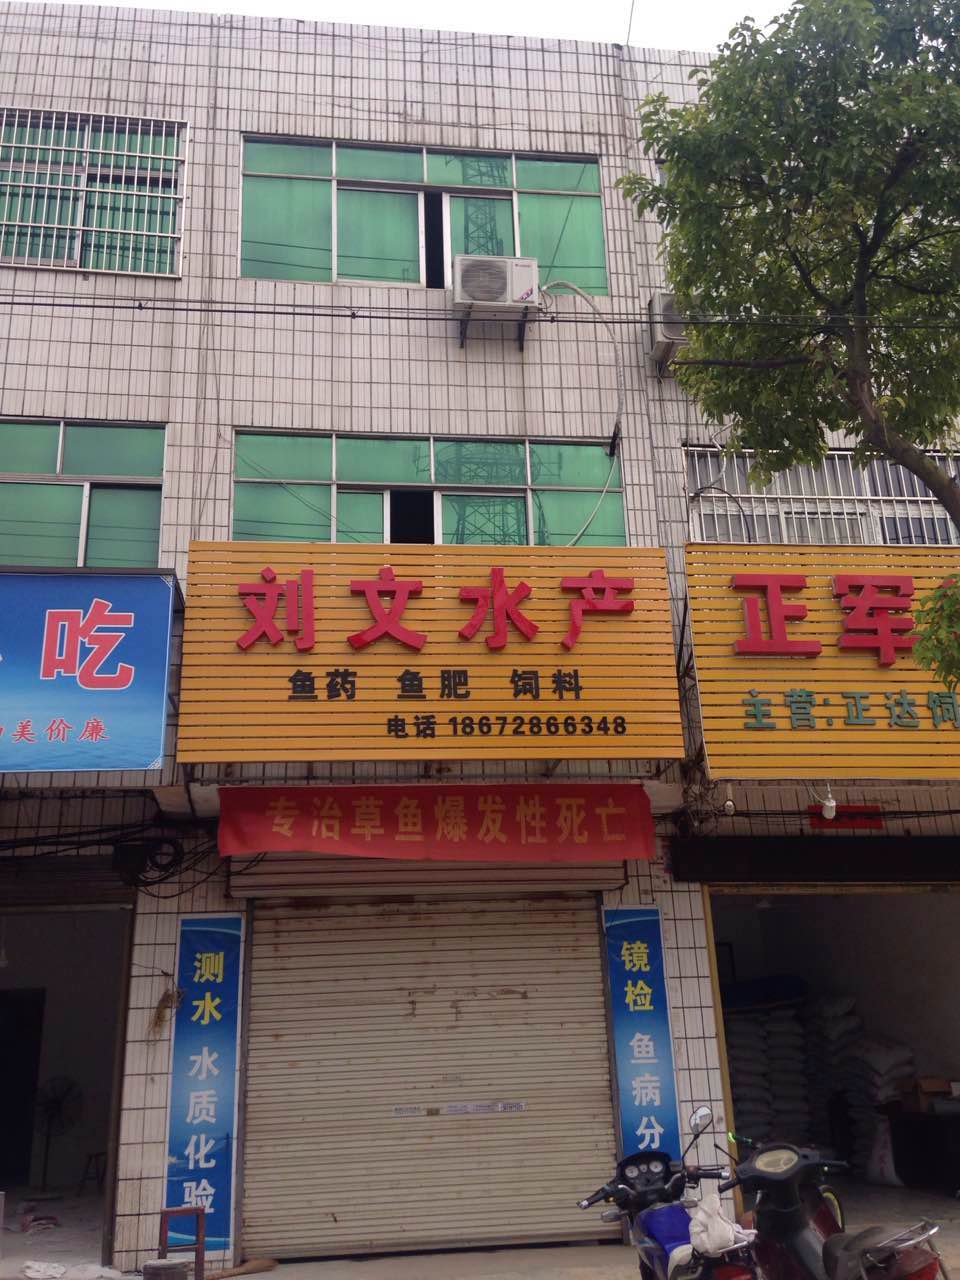 吃
美价廉
刘文水产
鱼药 鱼肥 饲料
电话 18672866348
正军
主营:正达饲
专治草鱼爆发性死亡
测水 水质化验
镜检 鱼病分